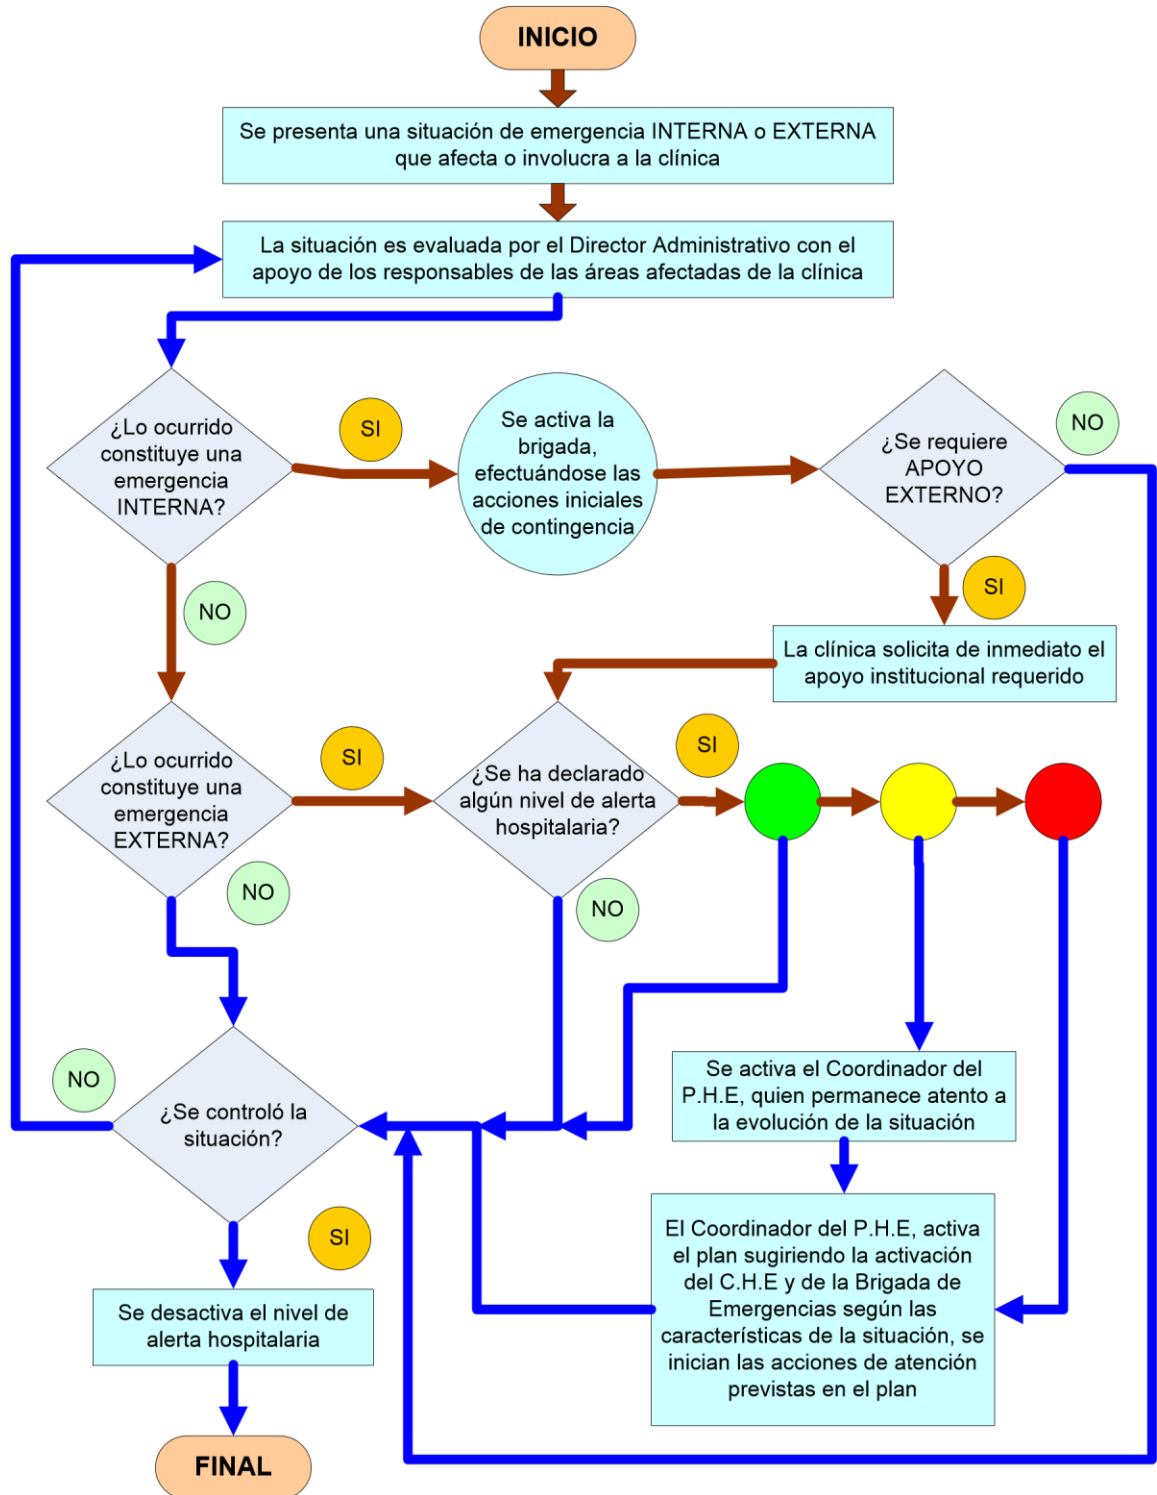 INICIO
Se presenta una situación de emergencia INTERNA o EXTERNA
que afecta o involucra a la clínica
La situación es evaluada por el Director Administrativo con el
apoyo de los responsables de las áreas afectadas de la clínica
¿Lo ocurrido
constituye una
emergencia
INTERNA?
SI
Se activa la
brigada,
efectuándose las
acciones iniciales
de contingencia
¿Se requiere
APOYO
EXTERNO?
NO
NO
SI
La clínica solicita de inmediato el
apoyo institucional requerido
¿Lo ocurrido
constituye una
emergencia
EXTERNA?
SI
¿Se ha declarado
algún nivel de alerta
hospitalaria?
SI
NO
NO
NO
¿Se controló la
situación?
Se activa el Coordinador del
P.H.E, quien permanece atento a
la evolución de la situación
SI
El Coordinador del P.H.E, activa
el plan sugiriendo la activación
del C.H.E y de la Brigada de
Emergencias según las
características de la situación, se
inician las acciones de atención
previstas en el plan
Se desactiva el nivel de
alerta hospitalaria
FINAL